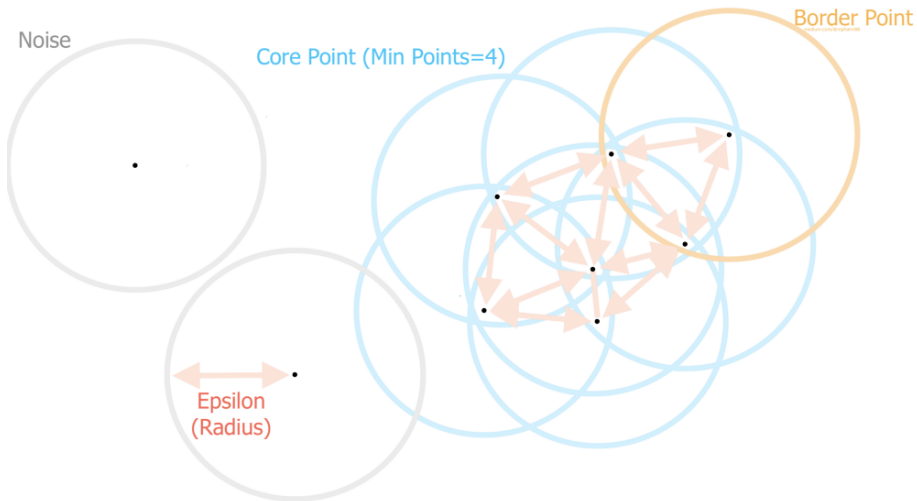 Border Point
Noise
Core Point (Min Points=4)
Epsilon
(Radius)